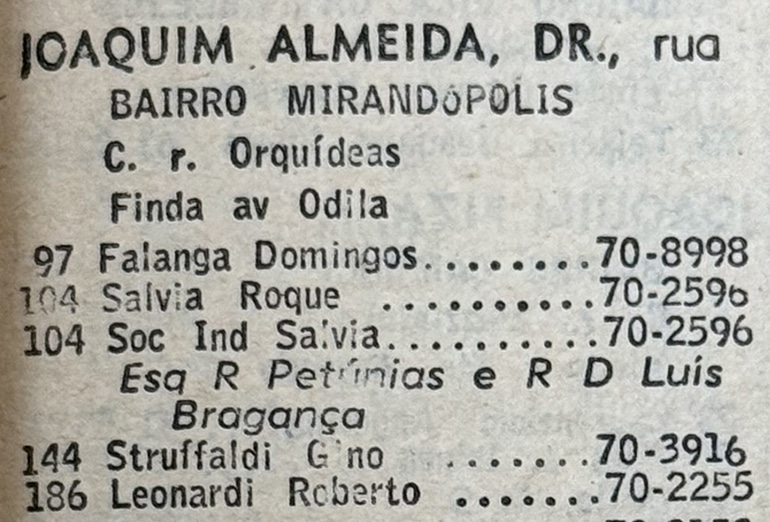 JOAQUIM ALMEIDA, DR., rua
BAIRRO MIRANDÓPOLIS
C. r. Orquídeas
Finda av Odila
97 Falanga Domingos........70-8998
104 Salvia Roque ...........70-2596
104 Soc Ind Salvia..........70-2596
Esq R Petúnias e R D Luís
Bragança
144 Struffaldi Gino .......70-3916
186 Leonardi Roberto .......70-2255